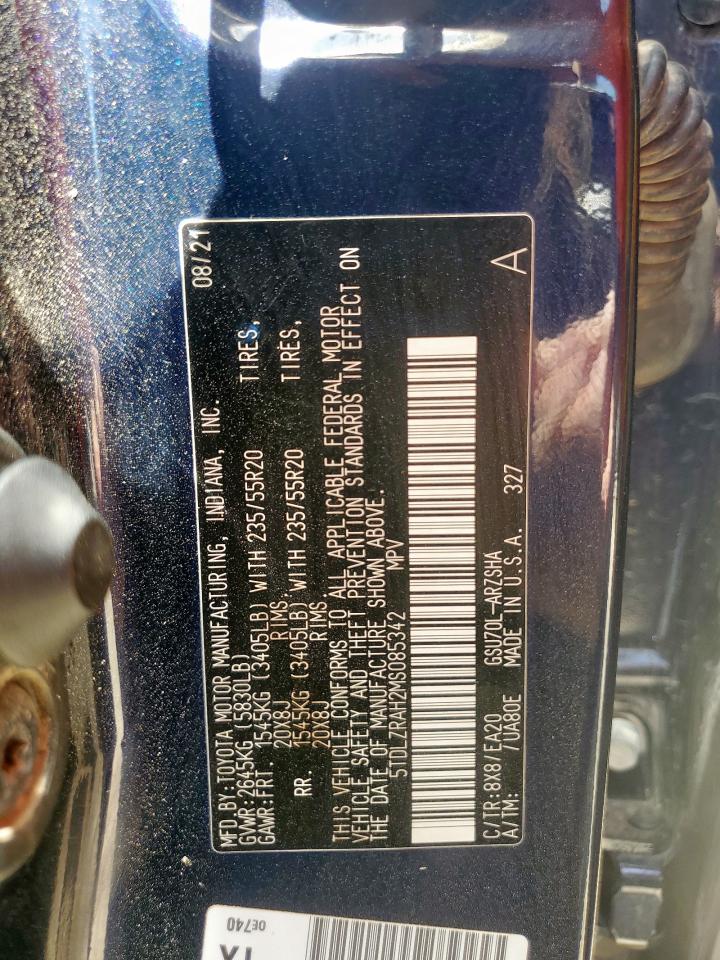 MFD.BY:TOYOTA MOTOR MANUFACTURING, INDIANA, INC. 08/21
GVWR:2645KG (5830LB)
GAWR:FRT. 1545KG (3405LB) WITH 235/55R20 TIRES,
20X8J RIMS,
RR. 1545KG (3405LB) WITH 235/55R20 TIRES,
20X8J RIMS
THIS VEHICLE CONFORMS TO ALL APPLICABLE FEDERAL MOTOR
VEHICLE SAFETY AND THEFT PREVENTION STANDARDS IN EFFECT ON
THE DATE OF MANUFACTURE SHOWN ABOVE.
5TDLZRAH2MS085342 MPV
C/TR:8X8/EA20 GSU70L-ARZSHA
A/TM: /UA80E MADE IN U.S.A. 327 A
0E740